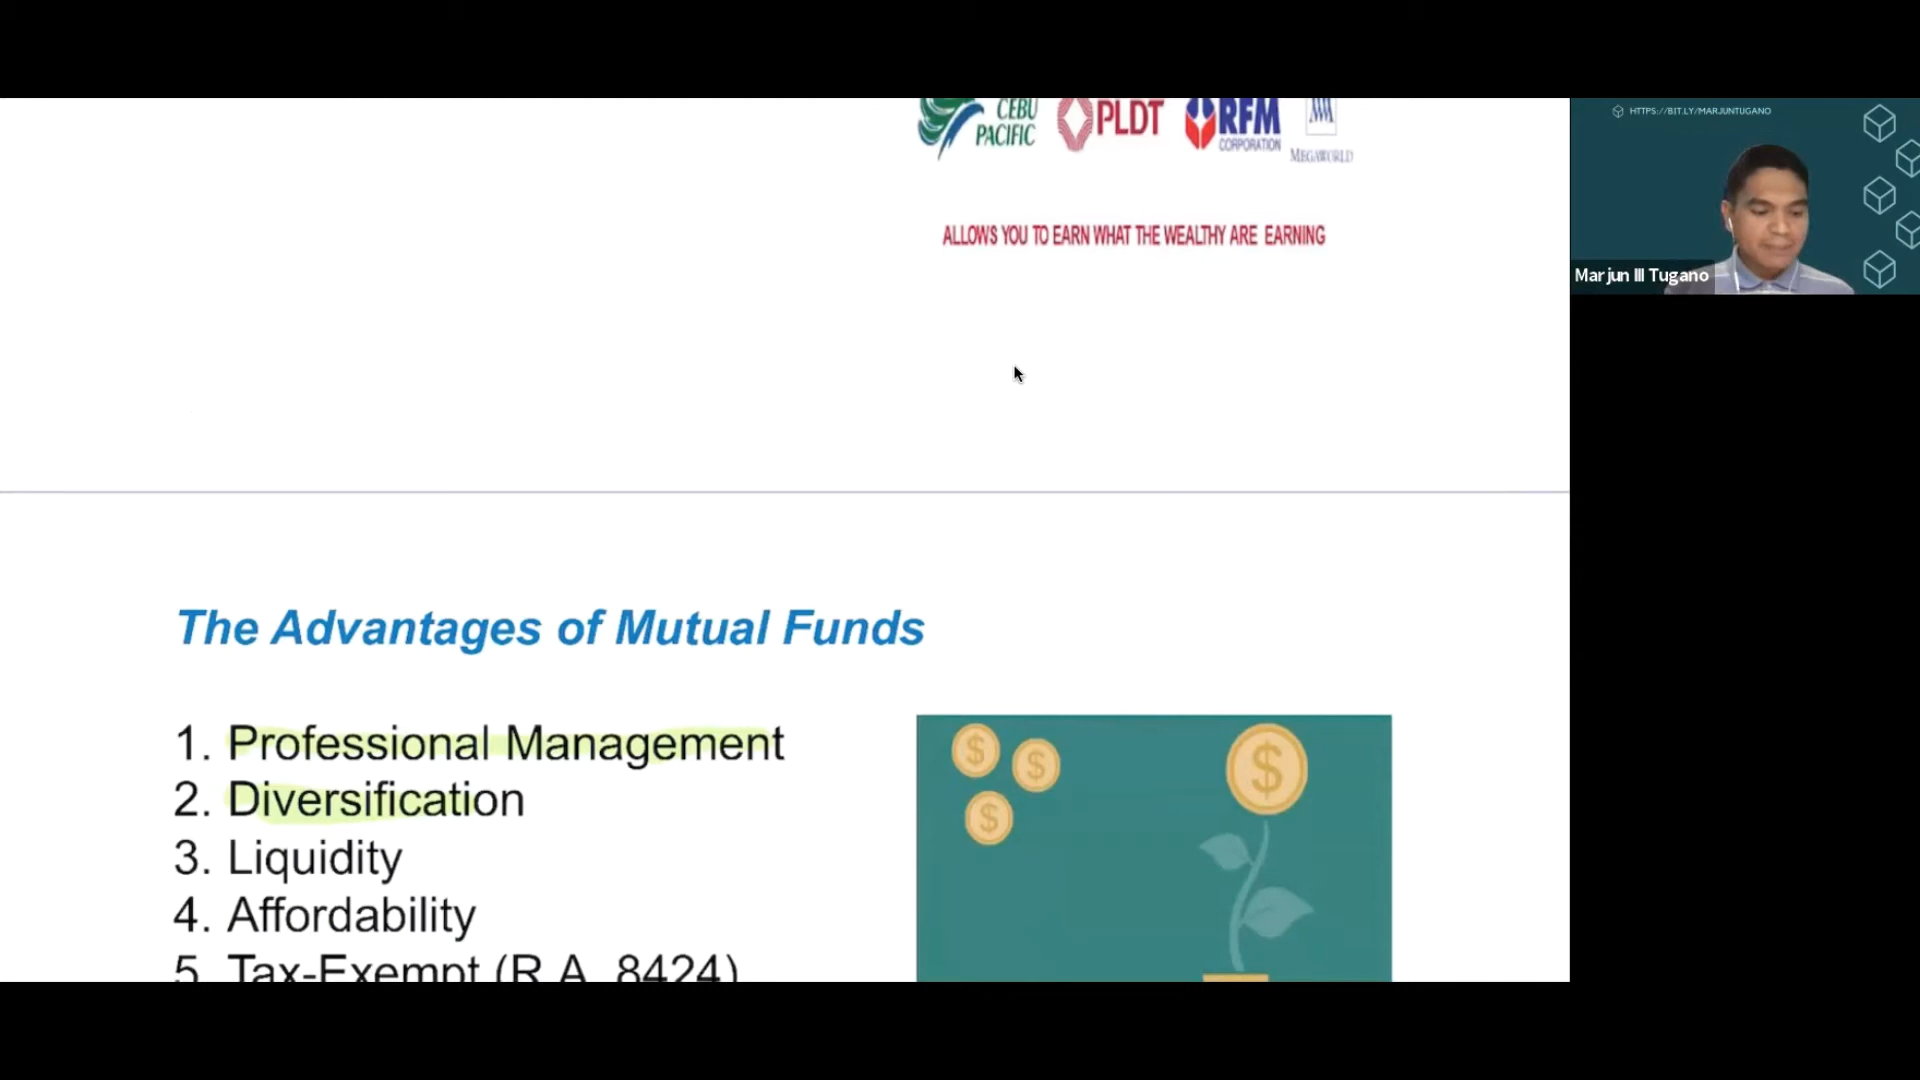 CEBU
PACIFIC
PLDT
RFM
CORPORATION
MEGAWORLD
HTTPS://BIT.LY/MARJUNTUGANO
ALLOWS YOU TO EARN WHAT THE WEALTHY ARE EARNING
Marjun III Tugano
The Advantages of Mutual Funds
1. Professional Management
2. Diversification
3. Liquidity
4. Affordability
5. Tax-Exempt (R.A. 8424)
$
$
$
$